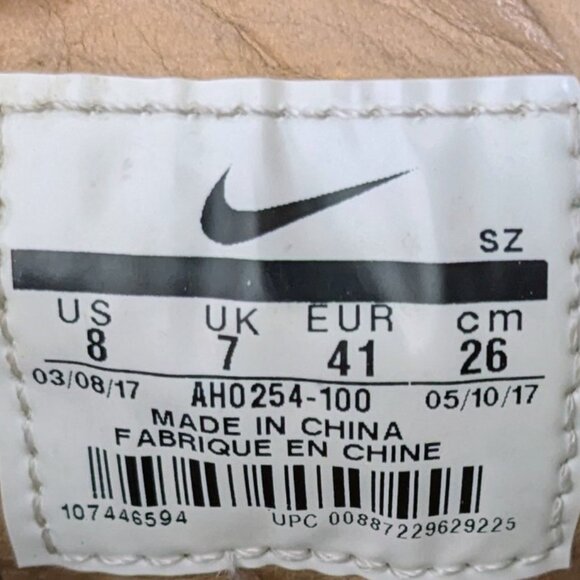 SZ
US UK EUR cm
8 7 41 26
03/08/17 AH0254-100 05/10/17
MADE IN CHINA
FABRIQUE EN CHINE
107446594 UPC 00887229629225